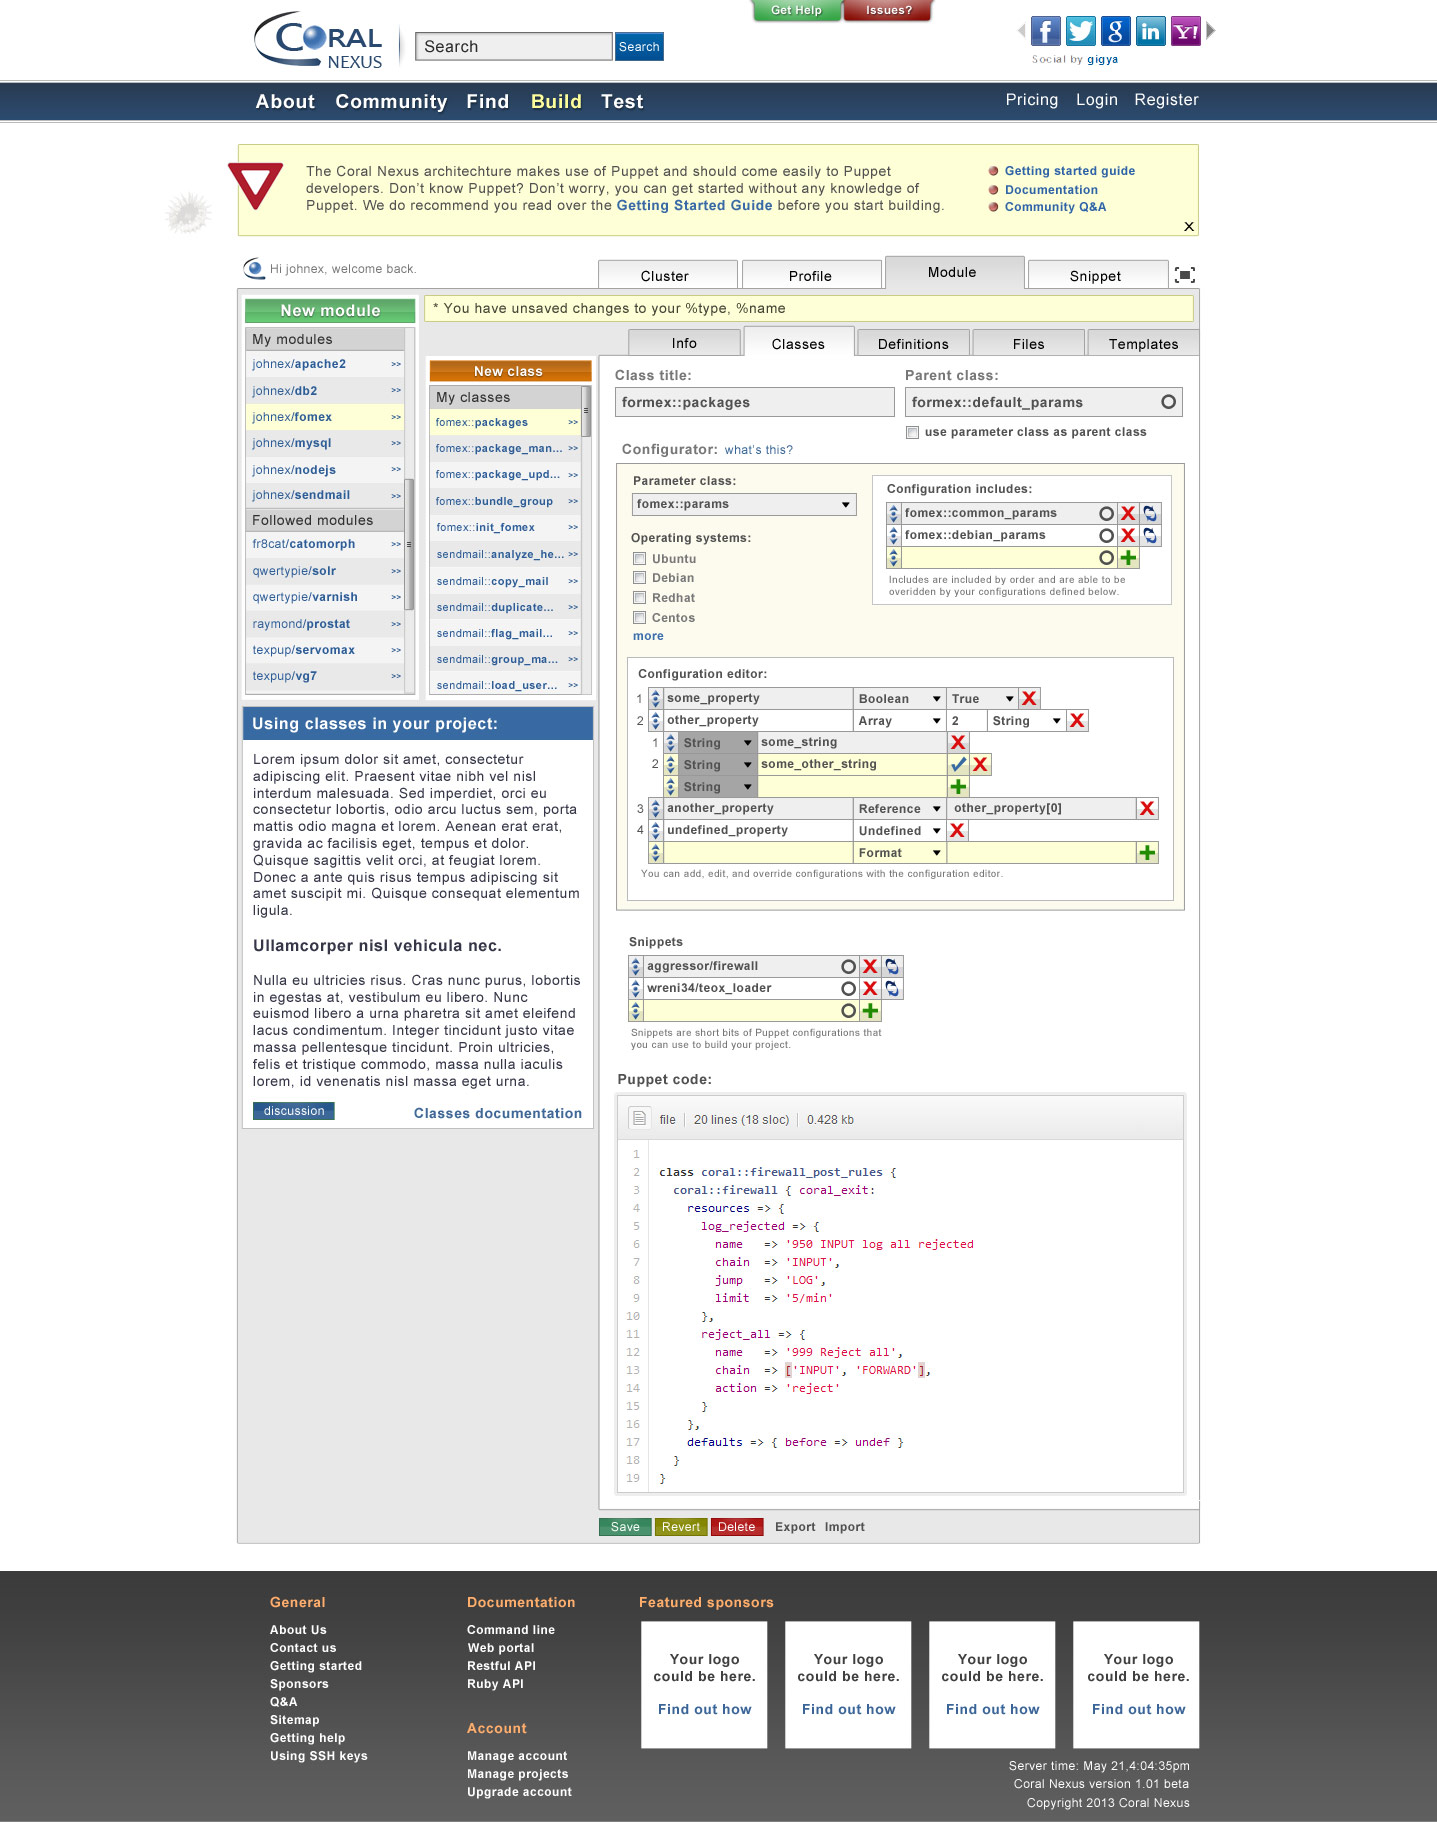 Get Help
Issues?
CORAL
NEXUS
Search
Search
Social by gigya
About Community Find Build Test
Pricing Login Register
The Coral Nexus architechture makes use of Puppet and should come easily to Puppet
developers. Don't know Puppet? Don't worry, you can get started without any knowledge of
Puppet. We do recommend you read over the Getting Started Guide before you start building.
Getting started guide
Documentation
Community Q&A
X
Hi johnex, welcome back.
Cluster
Profile
Module
Snippet
New module
My modules
johnex/apache2 >>
johnex/db2 >>
johnex/fomex >>
johnex/mysql >>
johnex/nodejs >>
johnex/sendmail >>
Followed modules
fr8cat/catomorph >>
qwertypie/solr >>
qwertypie/varnish >>
raymond/prostat >>
texpup/servomax >>
texpup/vg7 >>
* You have unsaved changes to your %type, %name
Info
Classes
Definitions
Files
Templates
New class
My classes
fomex::packages >>
fomex::package_man... >>
fomex::package_upd... >>
fomex::bundle_group >>
fomex::init_fomex >>
sendmail::analyze_he... >>
sendmail::copy_mail >>
sendmail::duplicate... >>
sendmail::flag_mail... >>
sendmail::group_ma... >>
sendmail::load_user... >>
Using classes in your project:
Lorem ipsum dolor sit amet, consectetur
adipiscing elit. Praesent vitae nibh vel nisl
interdum malesuada. Sed imperdiet, orci eu
consectetur lobortis, odio arcu luctus sem, porta
mattis odio magna et lorem. Aenean erat erat,
gravida ac facilisis eget, tempus et dolor.
Quisque sagittis velit orci, at feugiat lorem.
Donec a ante quis risus tempus adipiscing sit
amet suscipit mi. Quisque consequat elementum
ligula.
Ullamcorper nisl vehicula nec.
Nulla eu ultricies risus. Cras nunc purus, lobortis
in egestas at, vestibulum eu libero. Nunc
euismod libero a urna pharetra sit amet eleifend
lacus condimentum. Integer tincidunt justo vitae
massa pellentesque tincidunt. Proin ultricies,
felis et tristique commodo, massa nulla iaculis
lorem, id venenatis nisl massa eget urna.
discussion
Classes documentation
Class title:
formex::packages
Parent class:
formex::default_params
use parameter class as parent class
Configurator: what's this?
Parameter class:
fomex::params
Operating systems:
Ubuntu
Debian
Redhat
Centos
more
Configuration includes:
fomex::common_params
fomex::debian_params
Includes are included by order and are able to be
overidden by your configurations defined below.
Configuration editor:
1 some_property Boolean True
2 other_property Array 2 String
1 String some_string
2 String some_other_string
String
3 another_property Reference other_property[0]
4 undefined_property Undefined
Format
You can add, edit, and override configurations with the configuration editor.
Snippets
aggressor/firewall
wreni34/teox_loader
Snippets are short bits of Puppet configurations that
you can use to build your project.
Puppet code:
file 20 lines (18 sloc) 0.428 kb
1
2 class coral::firewall_post_rules {
3 coral::firewall { coral_exit:
4 resources => {
5 log_rejected => {
6 name => '950 INPUT log all rejected
7 chain => 'INPUT',
8 jump => 'LOG',
9 limit => '5/min'
10 },
11 reject_all => {
12 name => '999 Reject all',
13 chain => ['INPUT', 'FORWARD'],
14 action => 'reject'
15 }
16 },
17 defaults => { before => undef }
18 }
19 }
Save
Revert
Delete
Export
Import
General
About Us
Contact us
Getting started
Sponsors
Q&A
Sitemap
Getting help
Using SSH keys
Documentation
Command line
Web portal
Restful API
Ruby API
Account
Manage account
Manage projects
Upgrade account
Featured sponsors
Your logo
could be here.
Find out how
Your logo
could be here.
Find out how
Your logo
could be here.
Find out how
Your logo
could be here.
Find out how
Server time: May 21,4:04:35pm
Coral Nexus version 1.01 beta
Copyright 2013 Coral Nexus